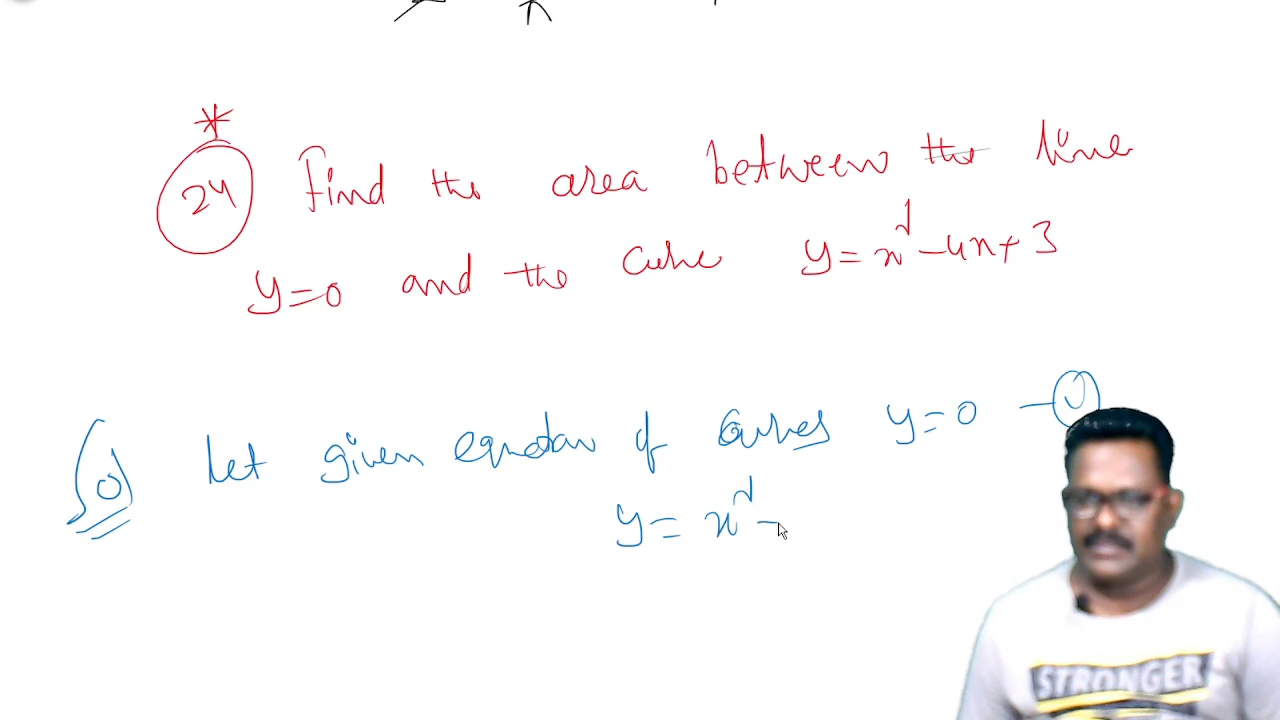 *
24 Find the area between the line
y=0 and the curve y=x²-4x+3
Sol Let given equation of curves y=0 -①
y= x² -
STRONGER